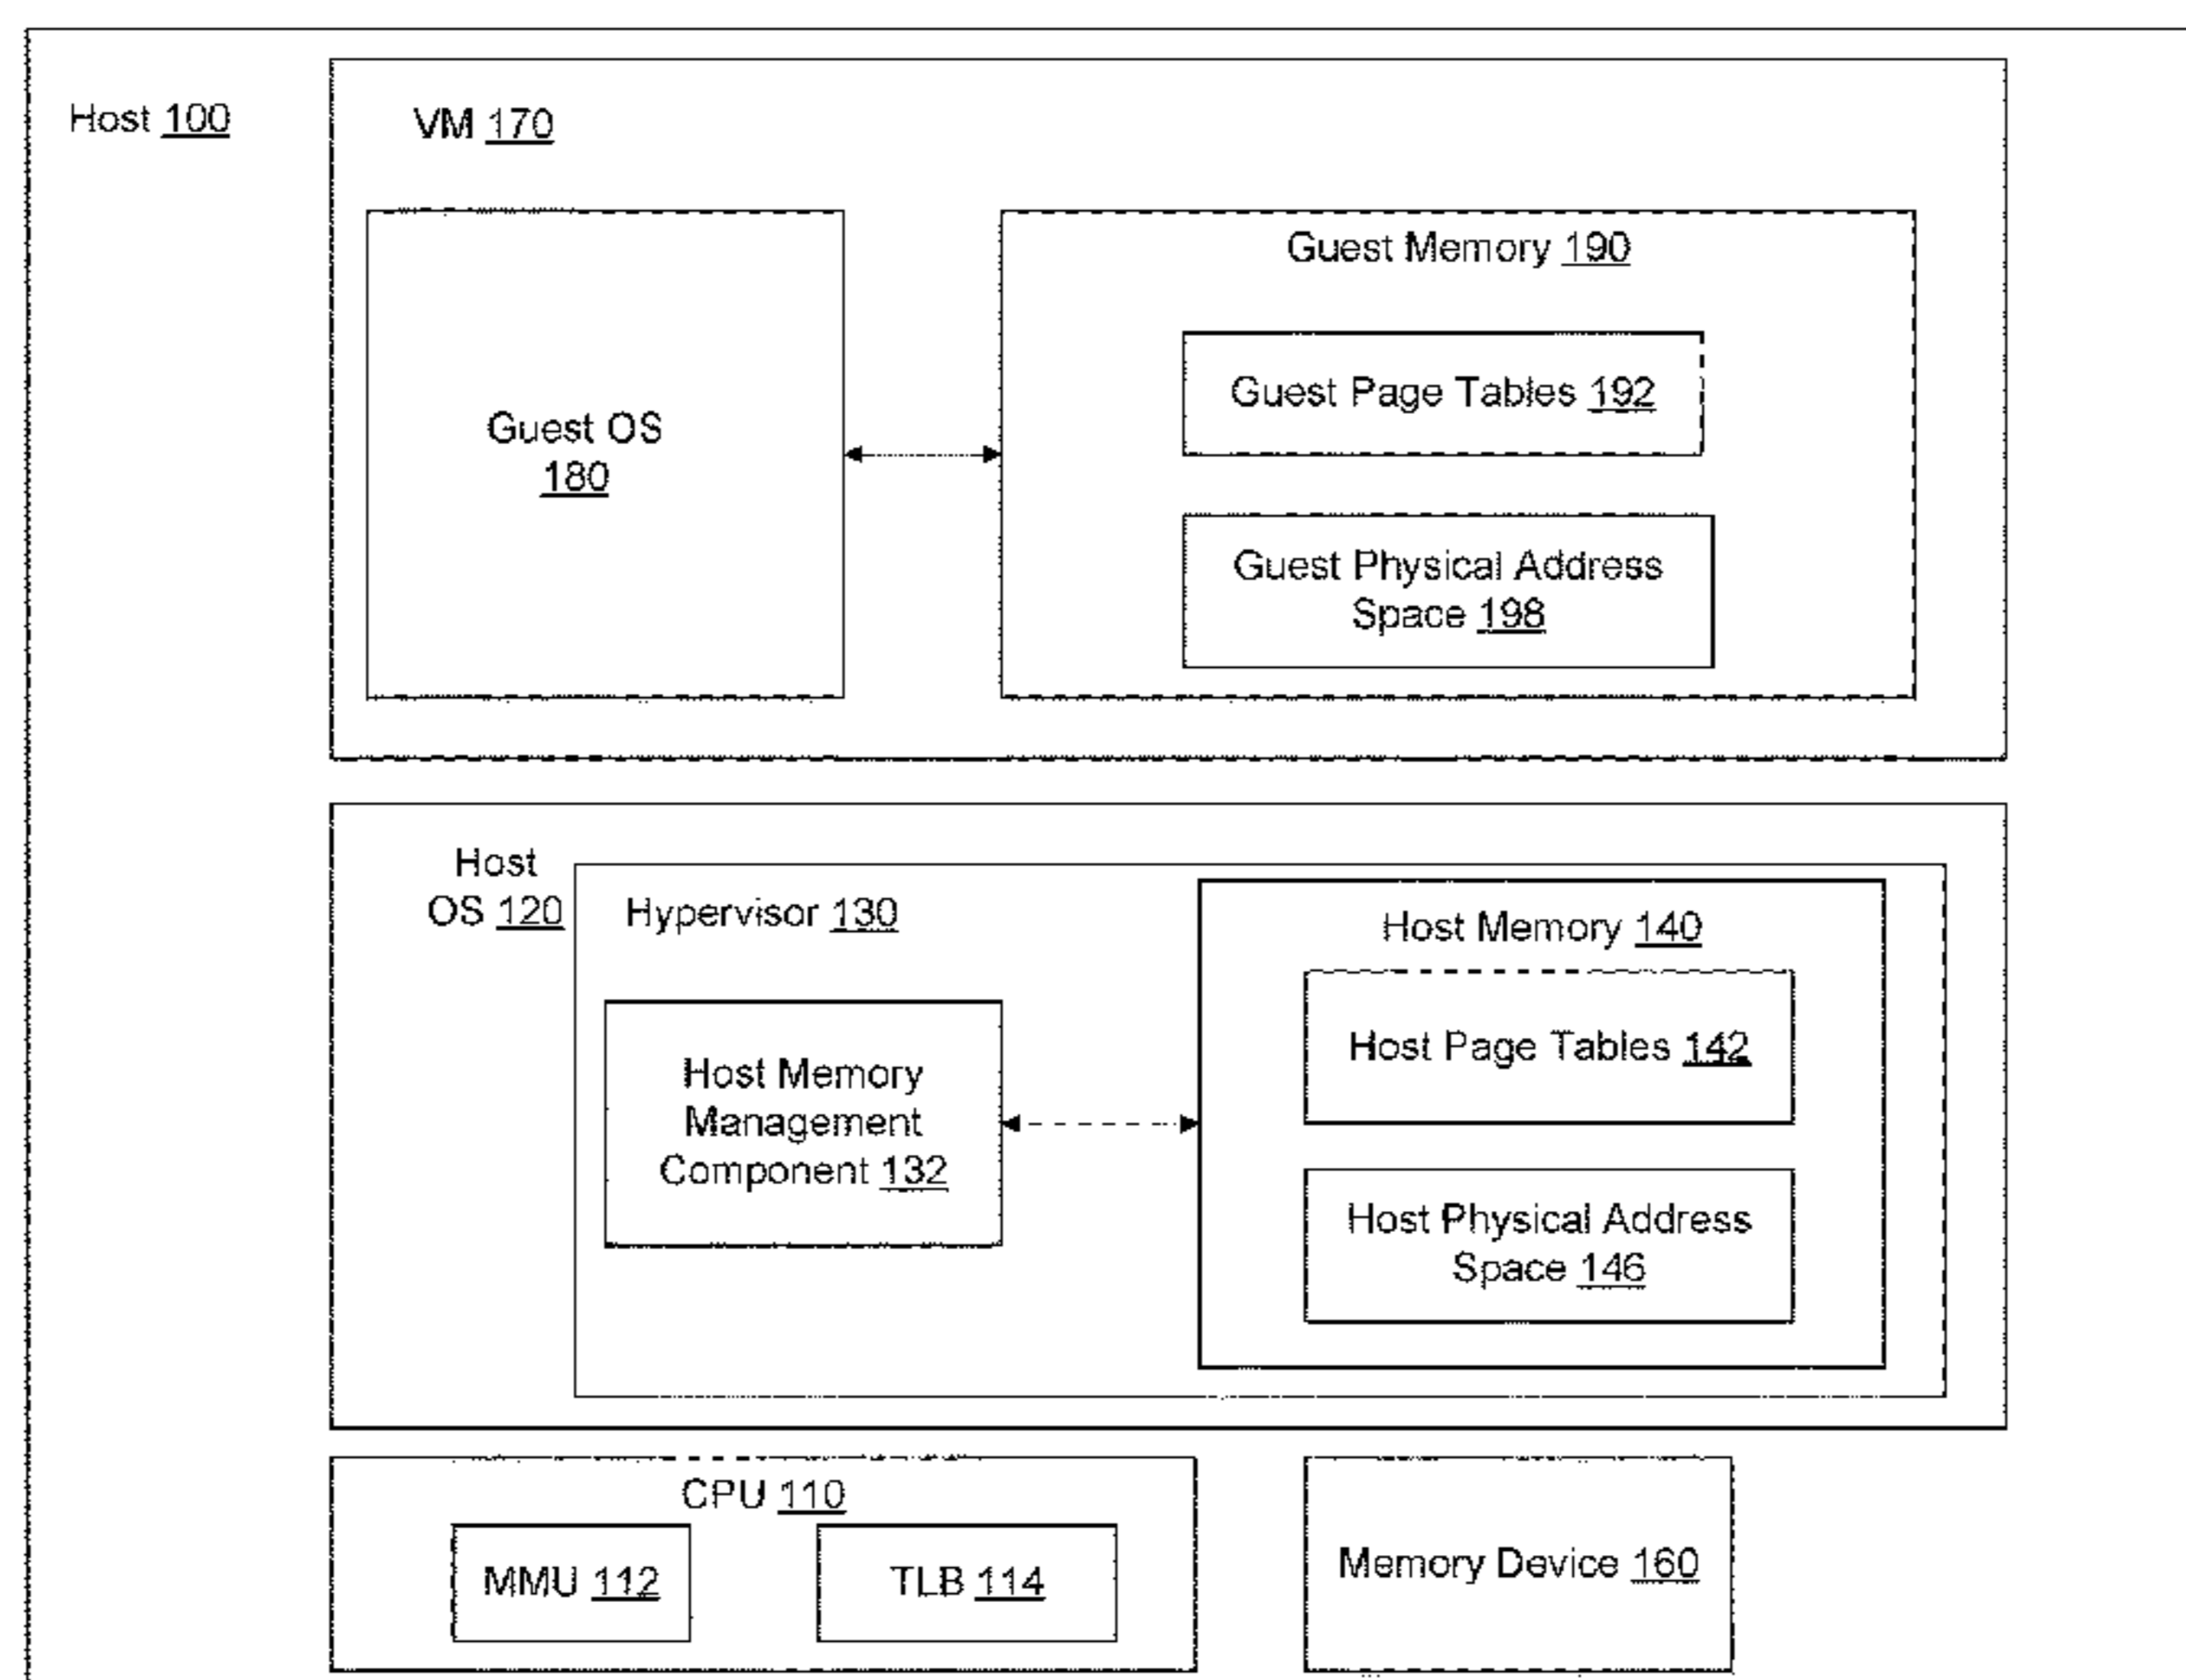 Host 100
VM 170
Guest OS
180
Guest Memory 190
Guest Page Tables 192
Guest Physical Address
Space 198
Host
OS 120
Hypervisor 130
Host Memory
Management
Component 132
Host Memory 140
Host Page Tables 142
Host Physical Address
Space 146
CPU 110
MMU 112
TLB 114
Memory Device 160